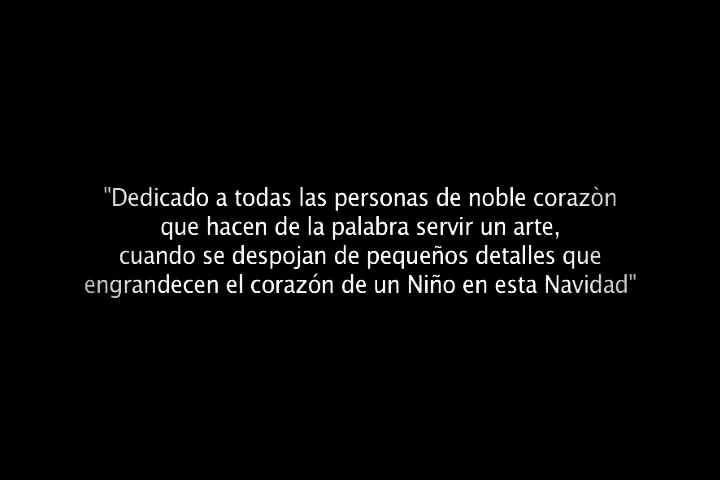 "Dedicado a todas las personas de noble corazòn
que hacen de la palabra servir un arte,
cuando se despojan de pequeños detalles que
engrandecen el corazón de un Niño en esta Navidad"